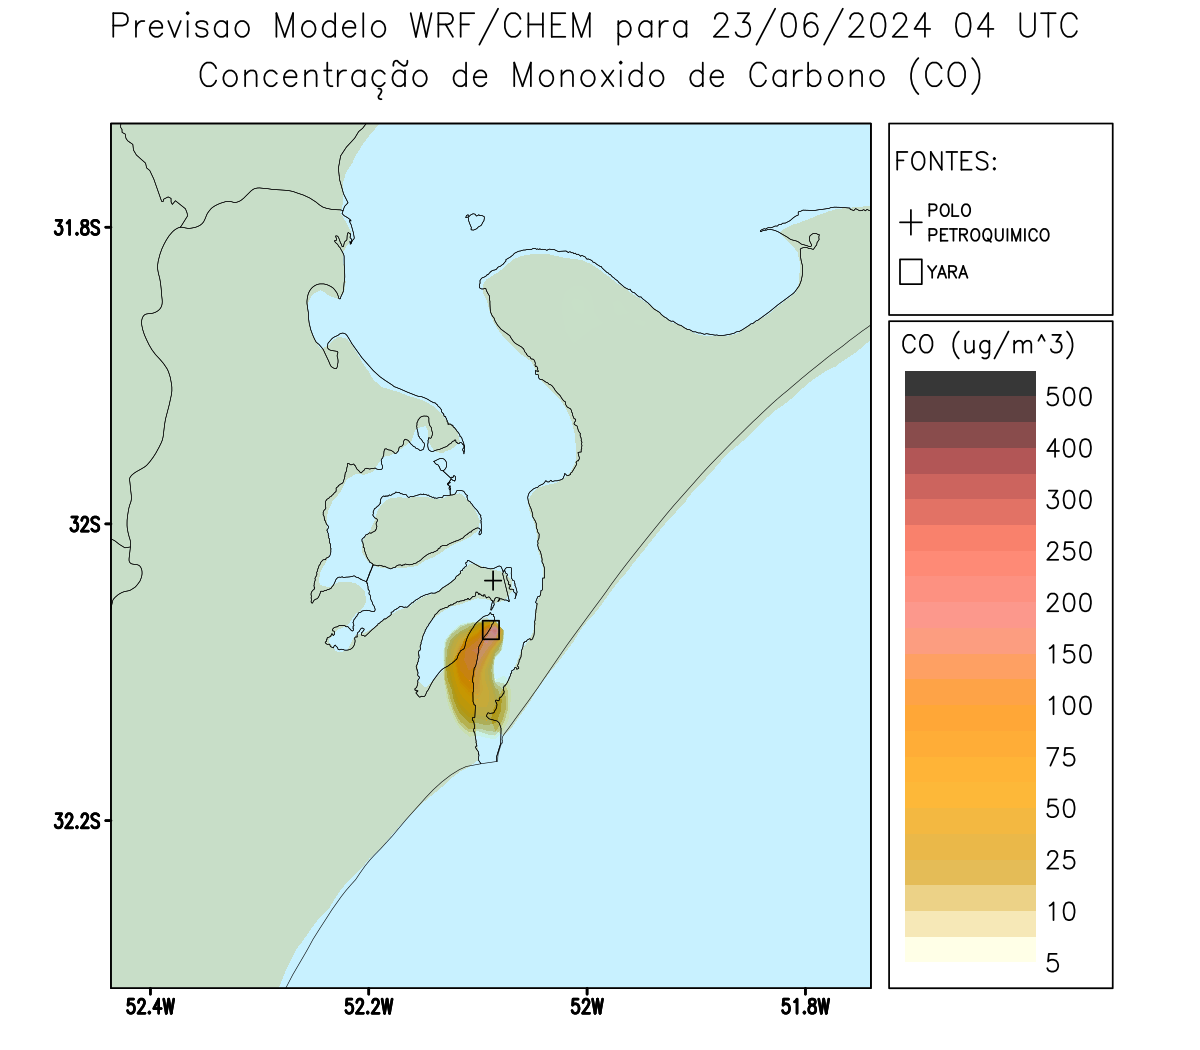 Previsao Modelo WRF/CHEM para 23/06/2024 04 UTC
Concentração de Monoxido de Carbono (CO)
FONTES:
POLO
PETROQUIMICO
YARA
CO (ug/m^3)
500
400
300
250
200
150
100
75
50
25
10
5
31.8S
32S
32.2S
52.4W
52.2W
52W
51.8W